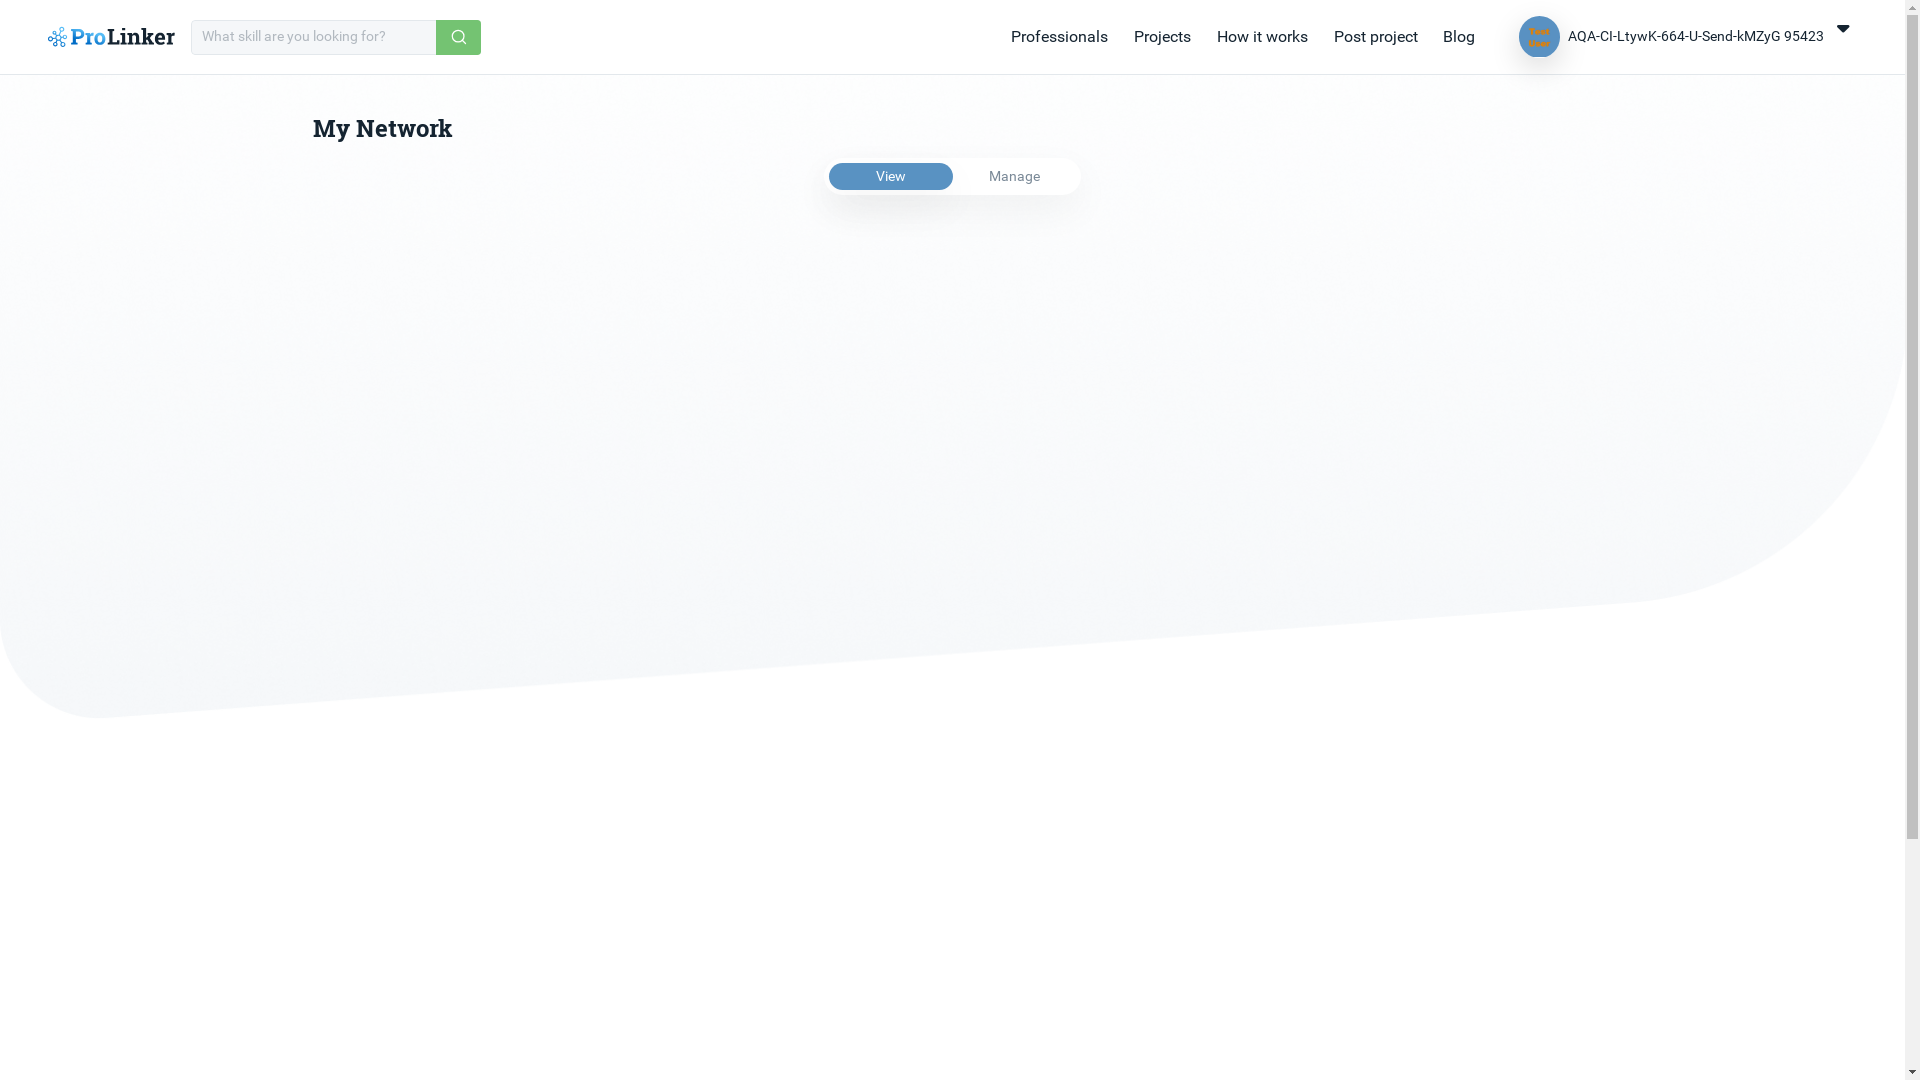 ProLinker
What skill are you looking for?
Professionals
Projects
How it works
Post project
Blog
Test
User
AQA-CI-LtywK-664-U-Send-kMZyG 95423
My Network
View
Manage